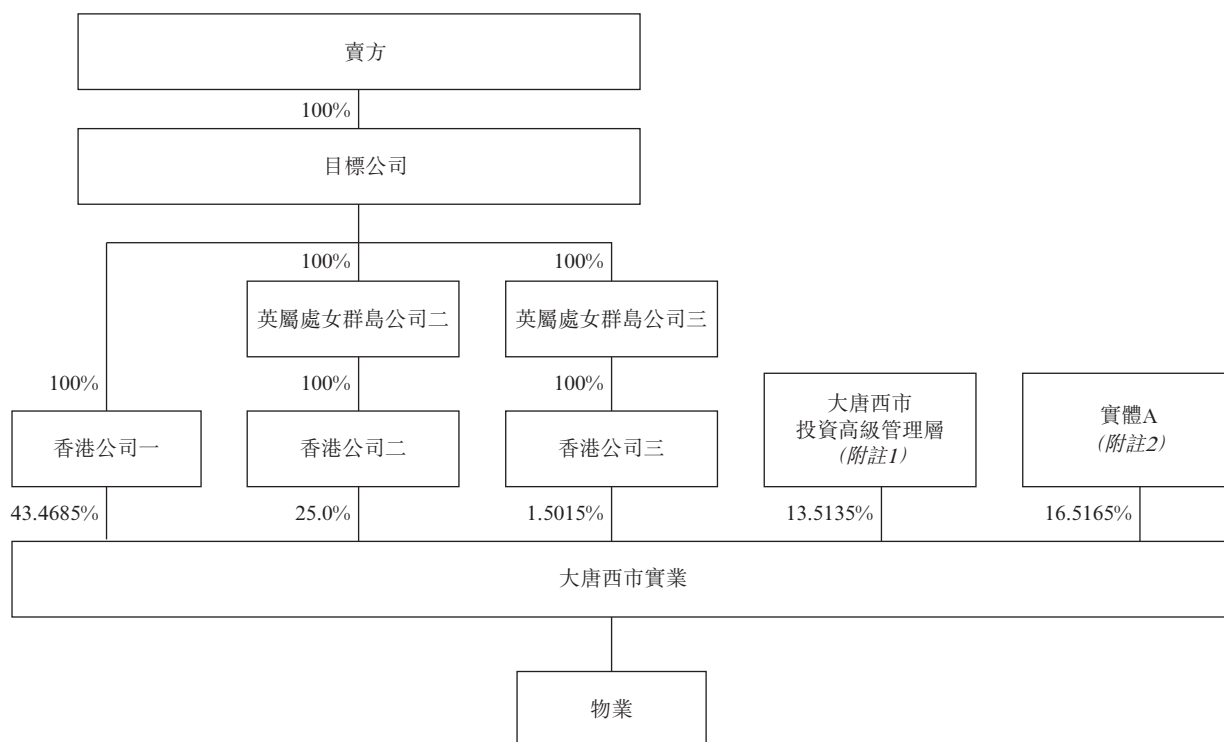 賣方
100%
目標公司
100%
100%
英屬處女群島公司二
英屬處女群島公司三
100%
100%
100%
香港公司一
香港公司二
香港公司三
大唐西市
投資高級管理層
(附註1)
實體A
(附註2)
43.4685%
25.0%
1.5015%
13.5135%
16.5165%
大唐西市實業
物業